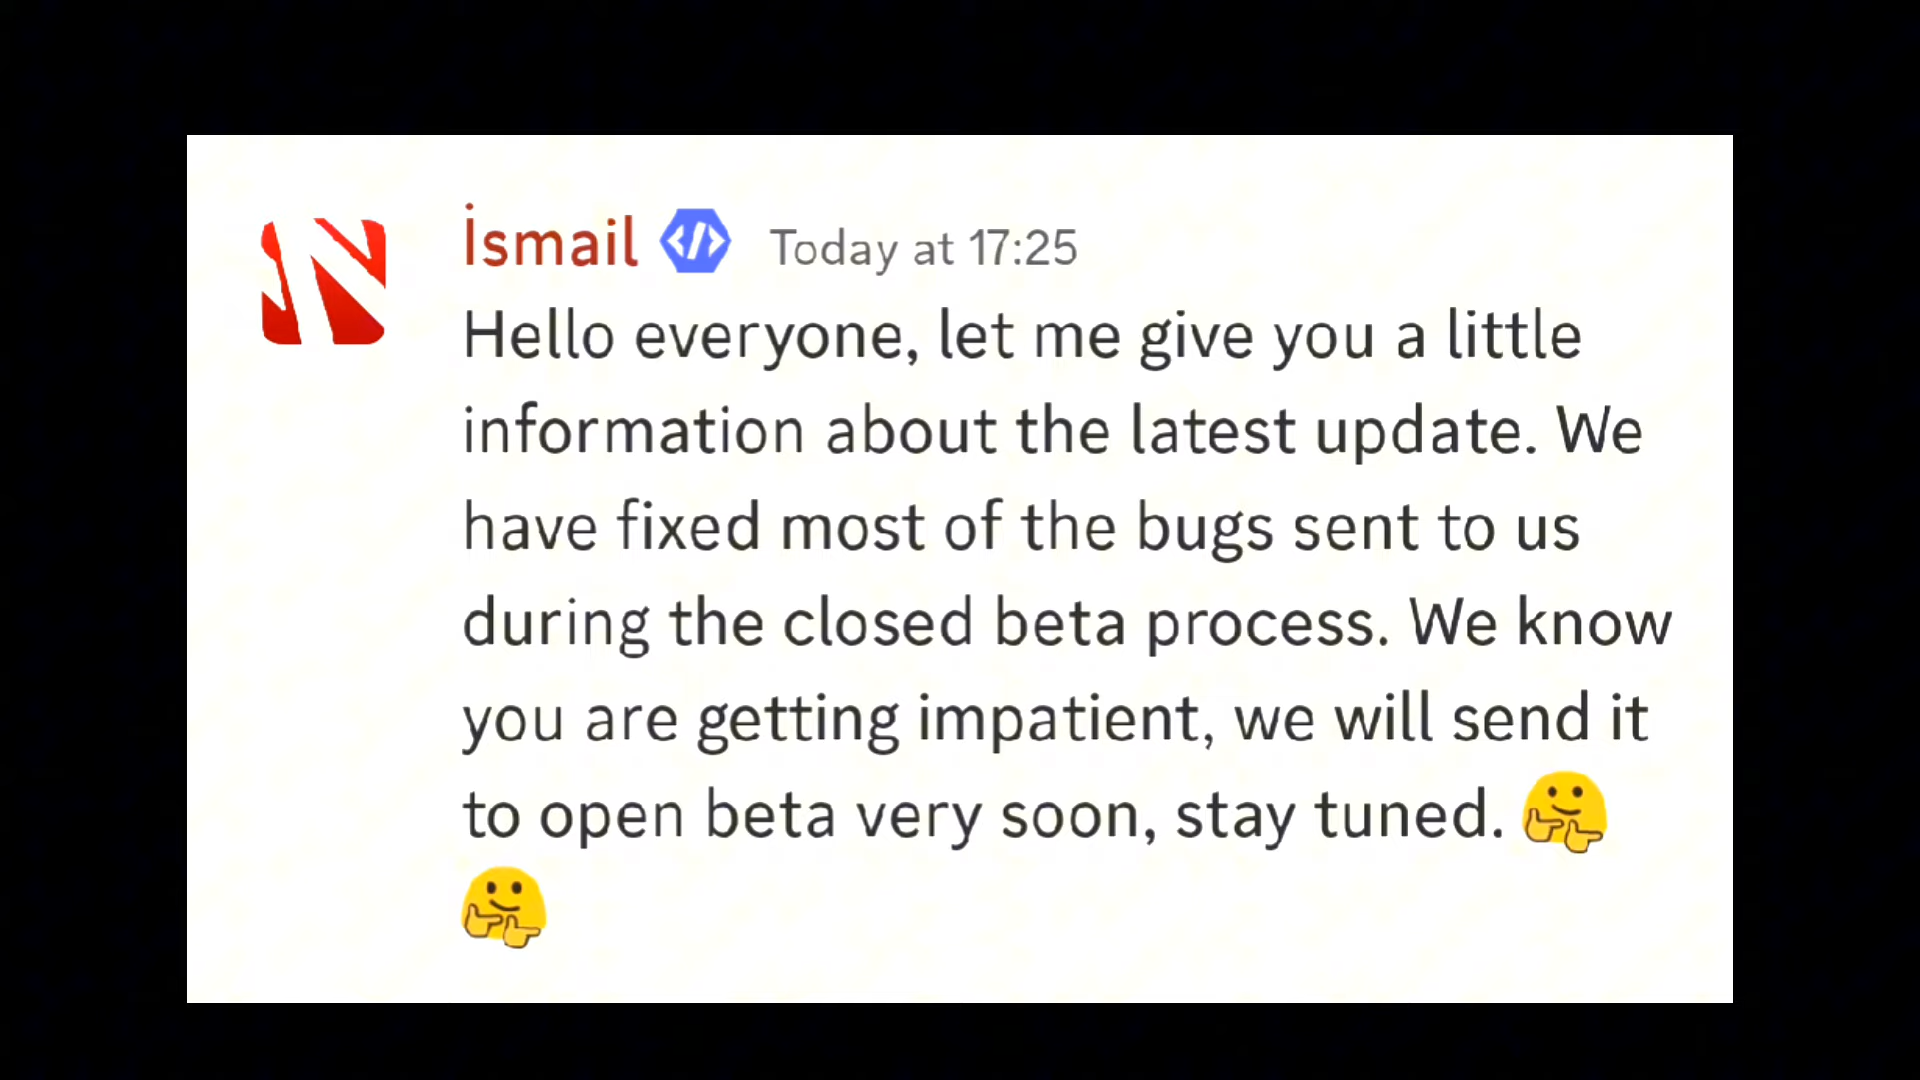 İsmail Today at 17:25
Hello everyone, let me give you a little
information about the latest update. We
have fixed most of the bugs sent to us
during the closed beta process. We know
you are getting impatient, we will send it
to open beta very soon, stay tuned.